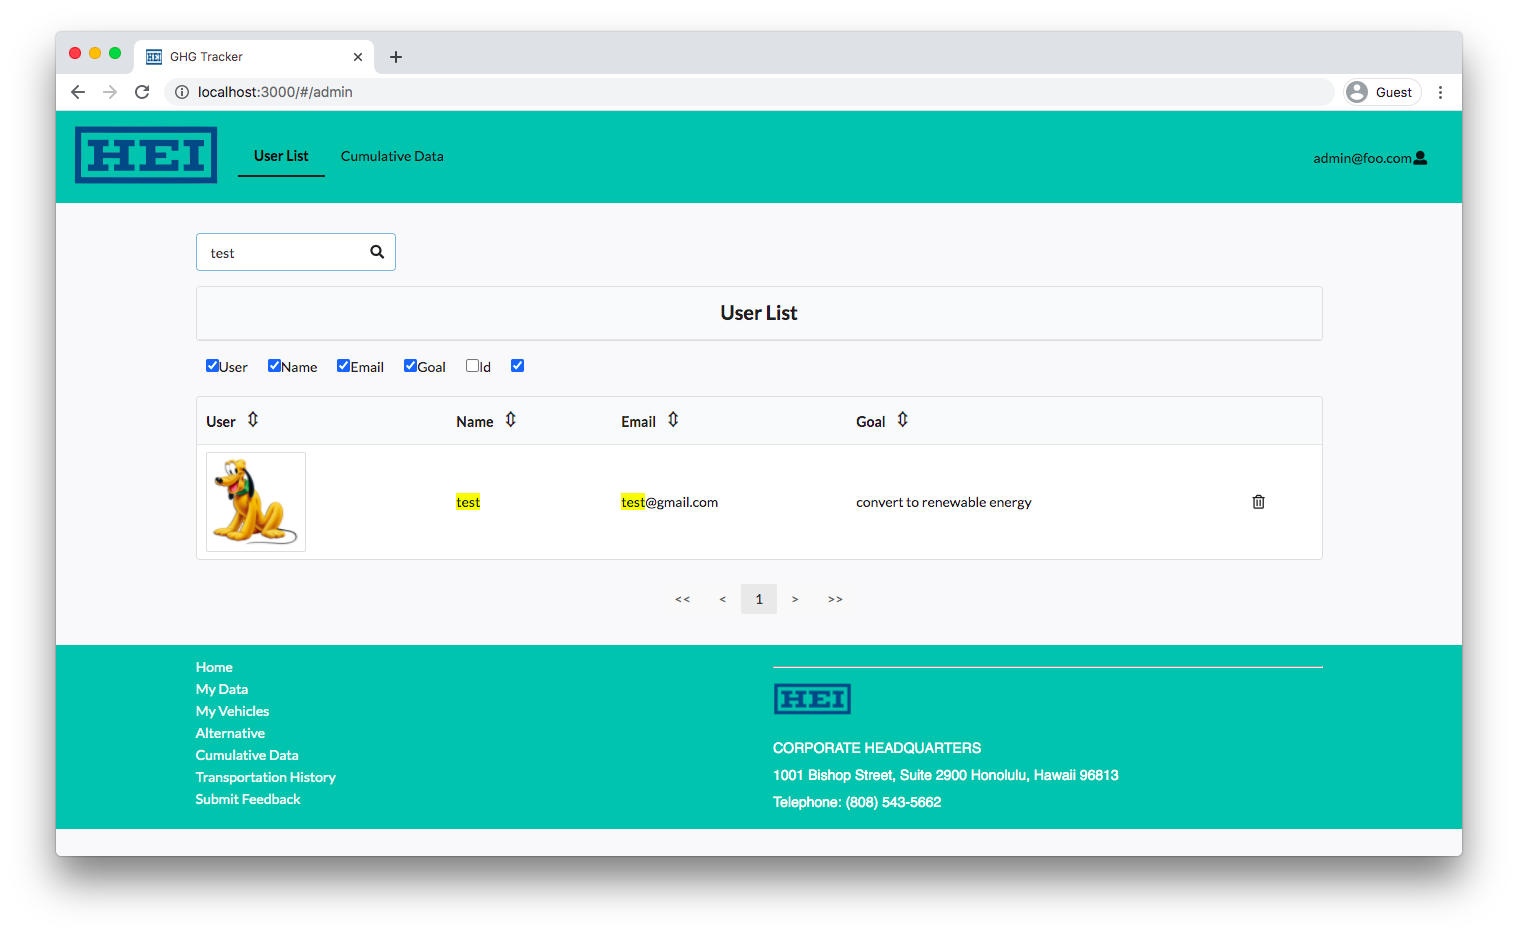 HEI GHG Tracker
localhost:3000/#/admin Guest
HEI User List Cumulative Data admin@foo.com
test
User List
User Name Email Goal Id
User Name Email Goal
test test@gmail.com convert to renewable energy
<< < 1 > >>
Home
My Data
My Vehicles
Alternative
Cumulative Data
Transportation History
Submit Feedback
HEI
CORPORATE HEADQUARTERS
1001 Bishop Street, Suite 2900 Honolulu, Hawaii 96813
Telephone: (808) 543-5662